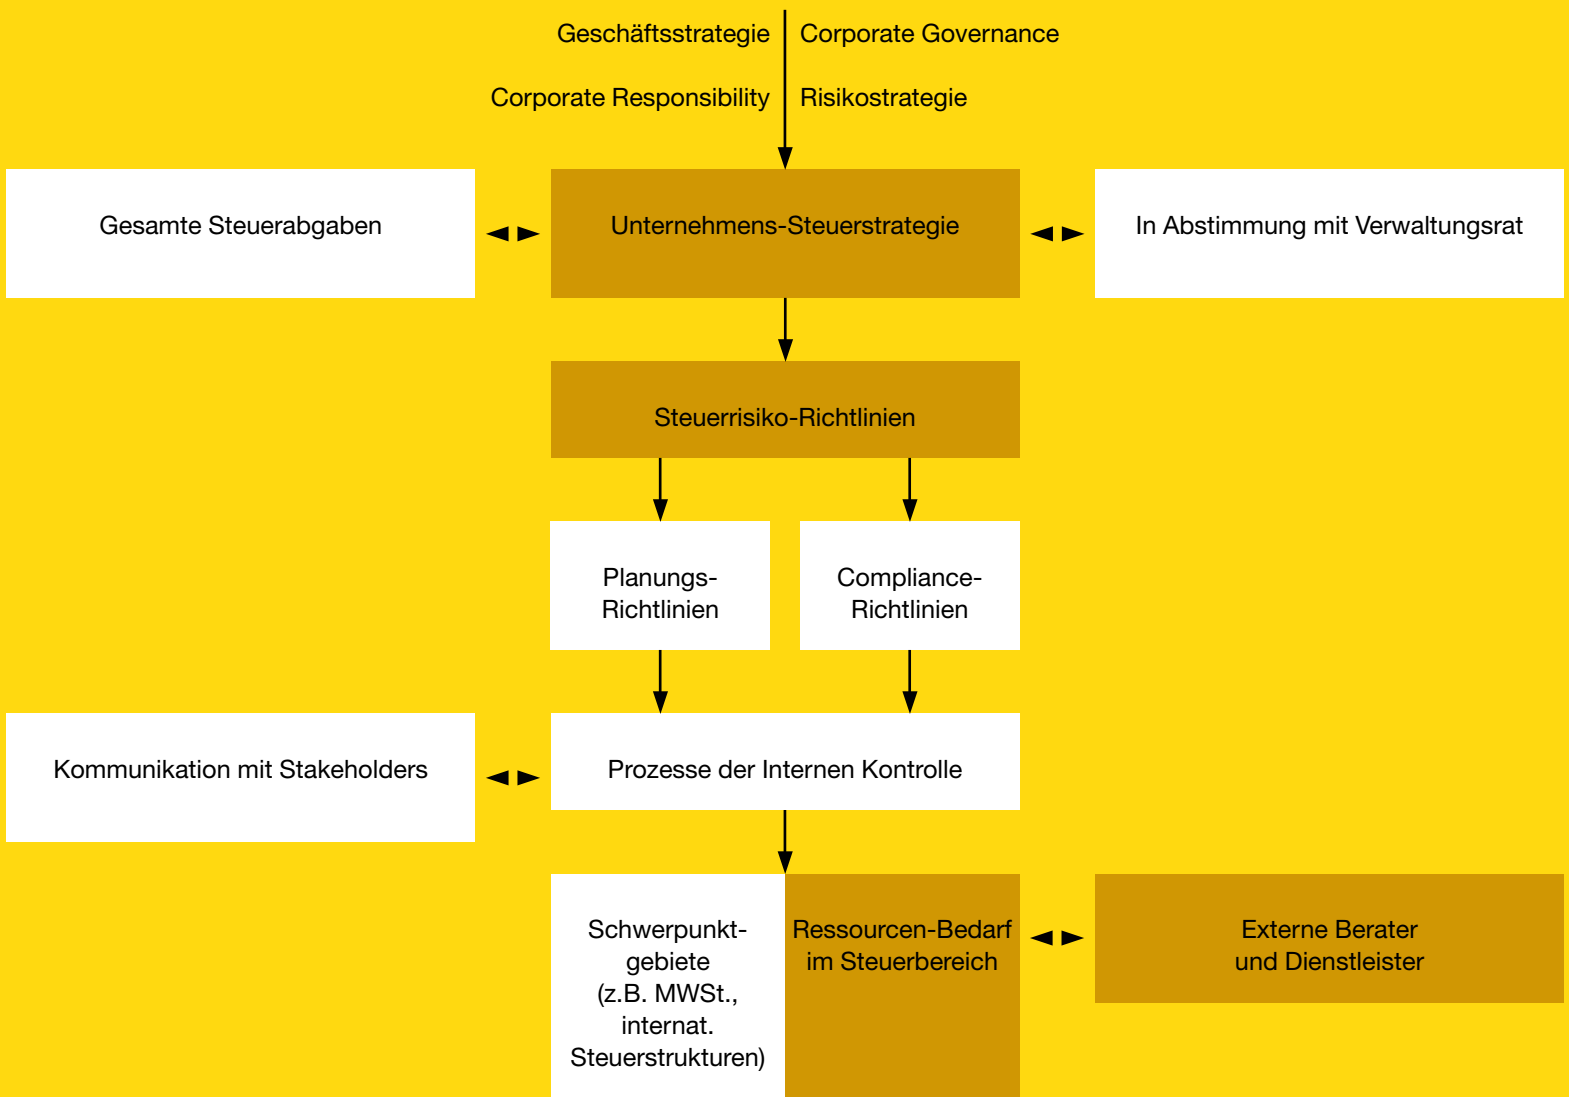 Geschäftsstrategie
Corporate Governance
Corporate Responsibility
Risikostrategie
Gesamte Steuerabgaben
Unternehmens-Steuerstrategie
In Abstimmung mit Verwaltungsrat
Steuerrisiko-Richtlinien
Planungs-
Richtlinien
Compliance-
Richtlinien
Kommunikation mit Stakeholders
Prozesse der Internen Kontrolle
Schwerpunkt-
gebiete
(z.B. MWSt.,
internat.
Steuerstrukturen)
Ressourcen-Bedarf
im Steuerbereich
Externe Berater
und Dienstleister